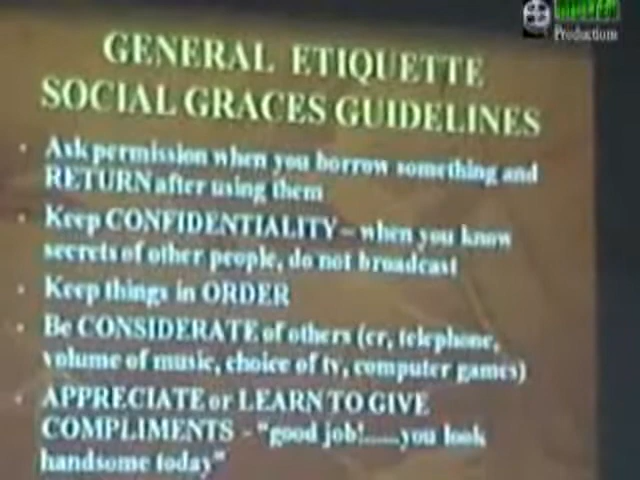 Productions
GENERAL ETIQUETTE
SOCIAL GRACES GUIDELINES
• Ask permission when you borrow something and
RETURN after using them
• Keep CONFIDENTIALITY – when you know
secrets of other people, do not broadcast
• Keep things in ORDER
• Be CONSIDERATE of others (cr, telephone,
volume of music, choice of tv, computer games)
• APPRECIATE or LEARN TO GIVE
COMPLIMENTS - "good job!......you look
handsome today"